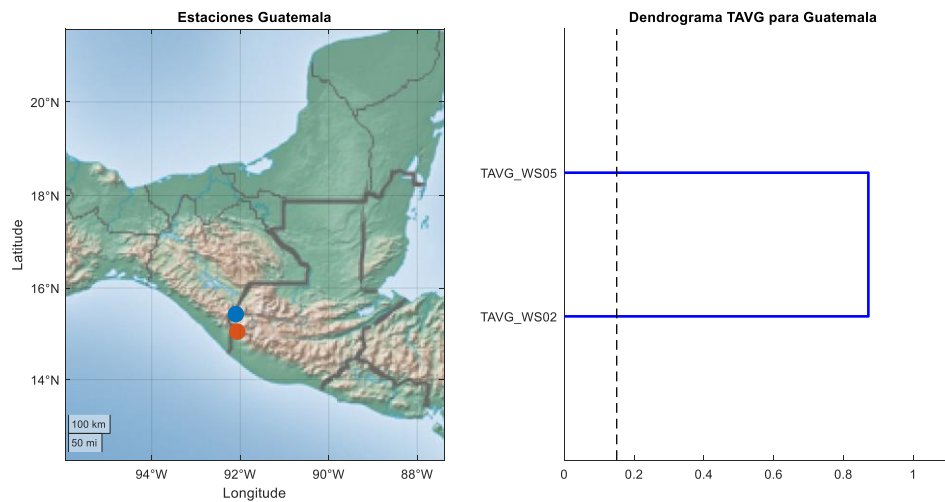 Estaciones Guatemala
20°N
18°N
16°N
14°N
Latitude
100 km
50 mi
94°W
92°W
90°W
88°W
Longitude
Dendrograma TAVG para Guatemala
TAVG_WS05
TAVG_WS02
0
0.2
0.4
0.6
0.8
1